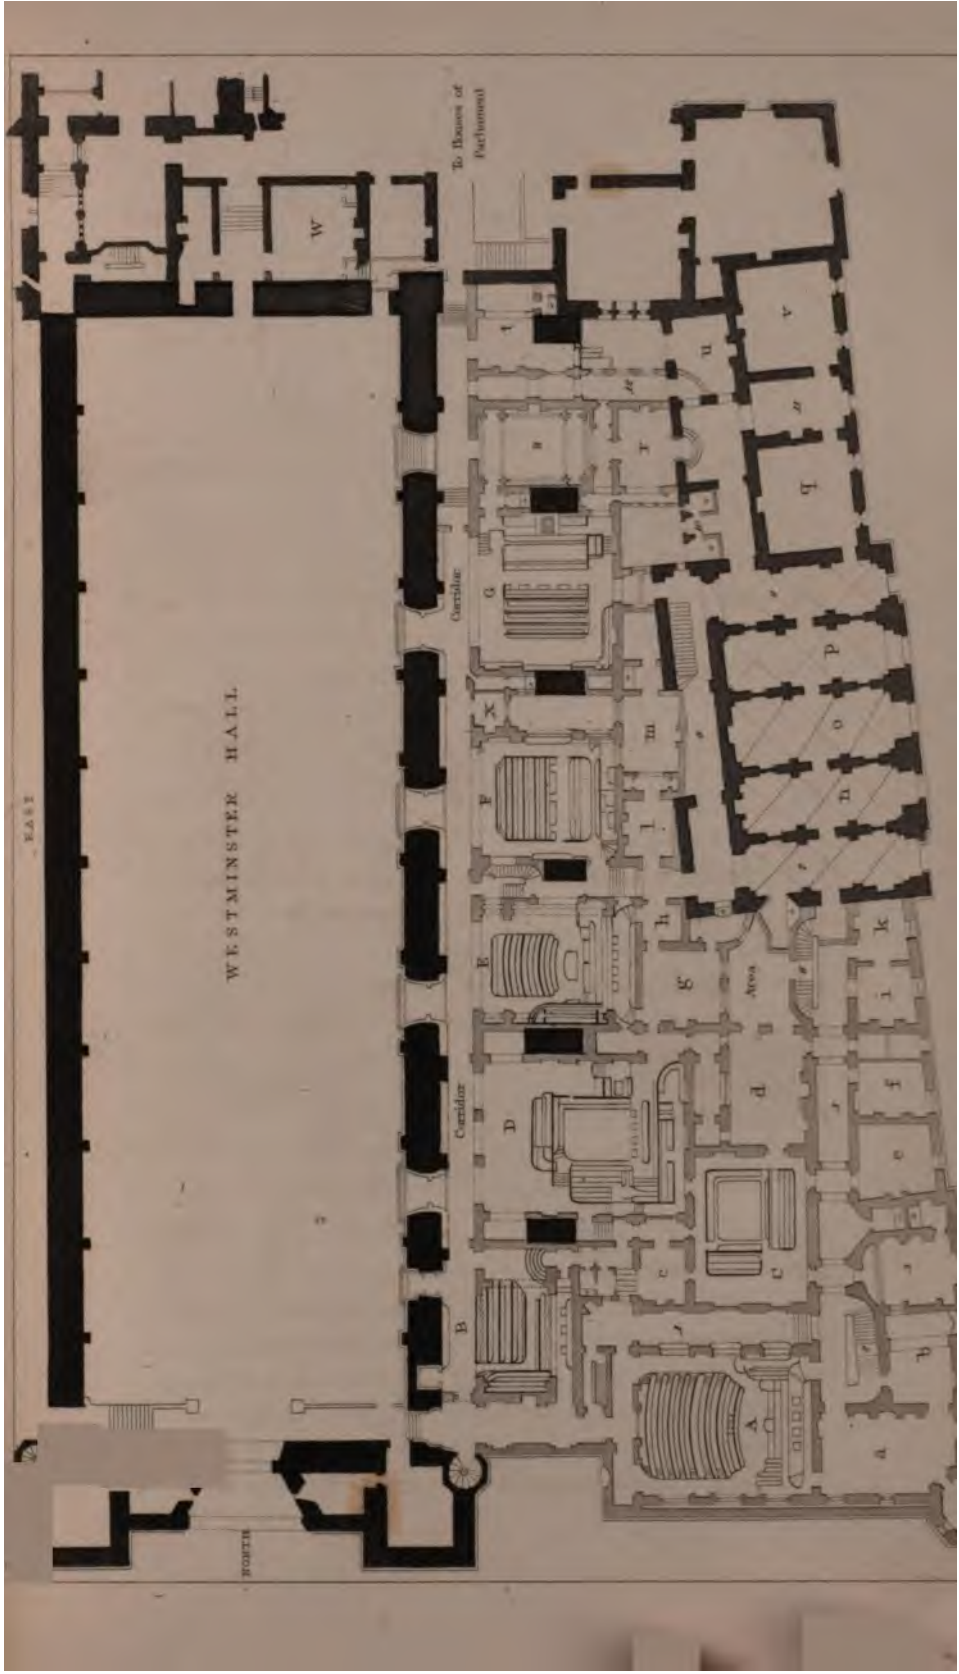 To Houses of
Parliament
W
t
u
v
s
r
u
q
G
Corridor
X
m
p
o
n
F
l
EAST
WESTMINSTER HALL
E
h
g
k
i
Area
D
d
f
e
Corridor
c
C
B
s
b
A
a
NORTH